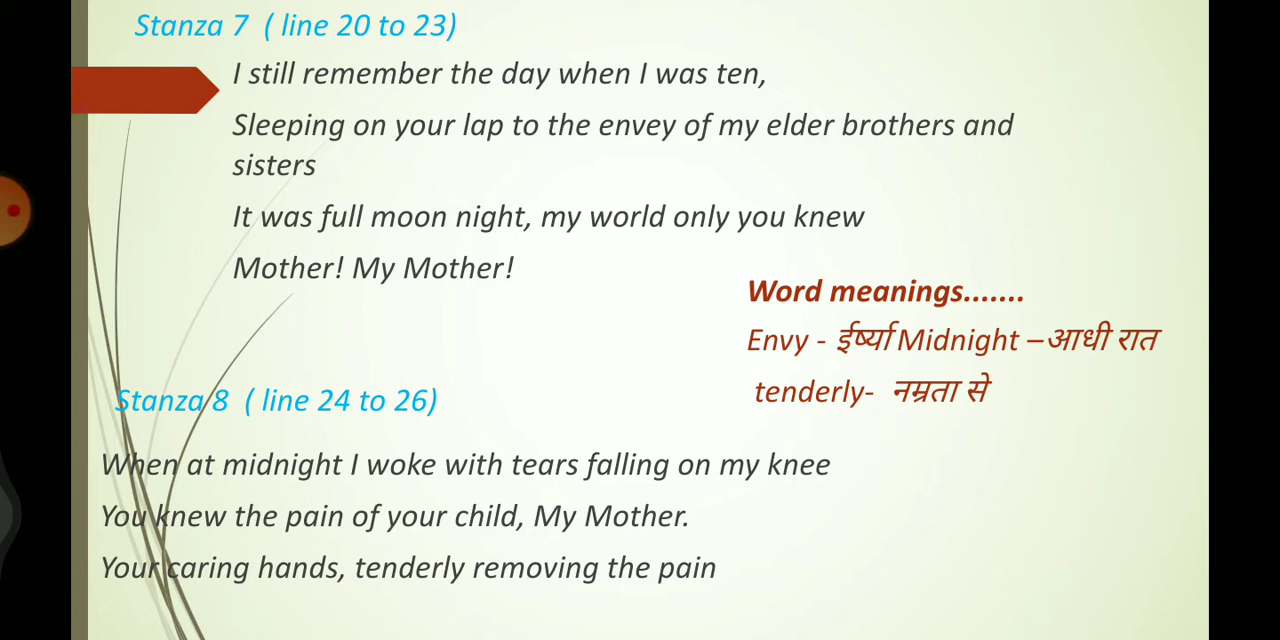 Stanza 7 ( line 20 to 23)
I still remember the day when I was ten,
Sleeping on your lap to the envey of my elder brothers and
sisters
It was full moon night, my world only you knew
Mother! My Mother!
Word meanings.......
Envy - ईर्ष्या Midnight –आधी रात
tenderly- नम्रता से
Stanza 8 ( line 24 to 26)
When at midnight I woke with tears falling on my knee
You knew the pain of your child, My Mother.
Your caring hands, tenderly removing the pain